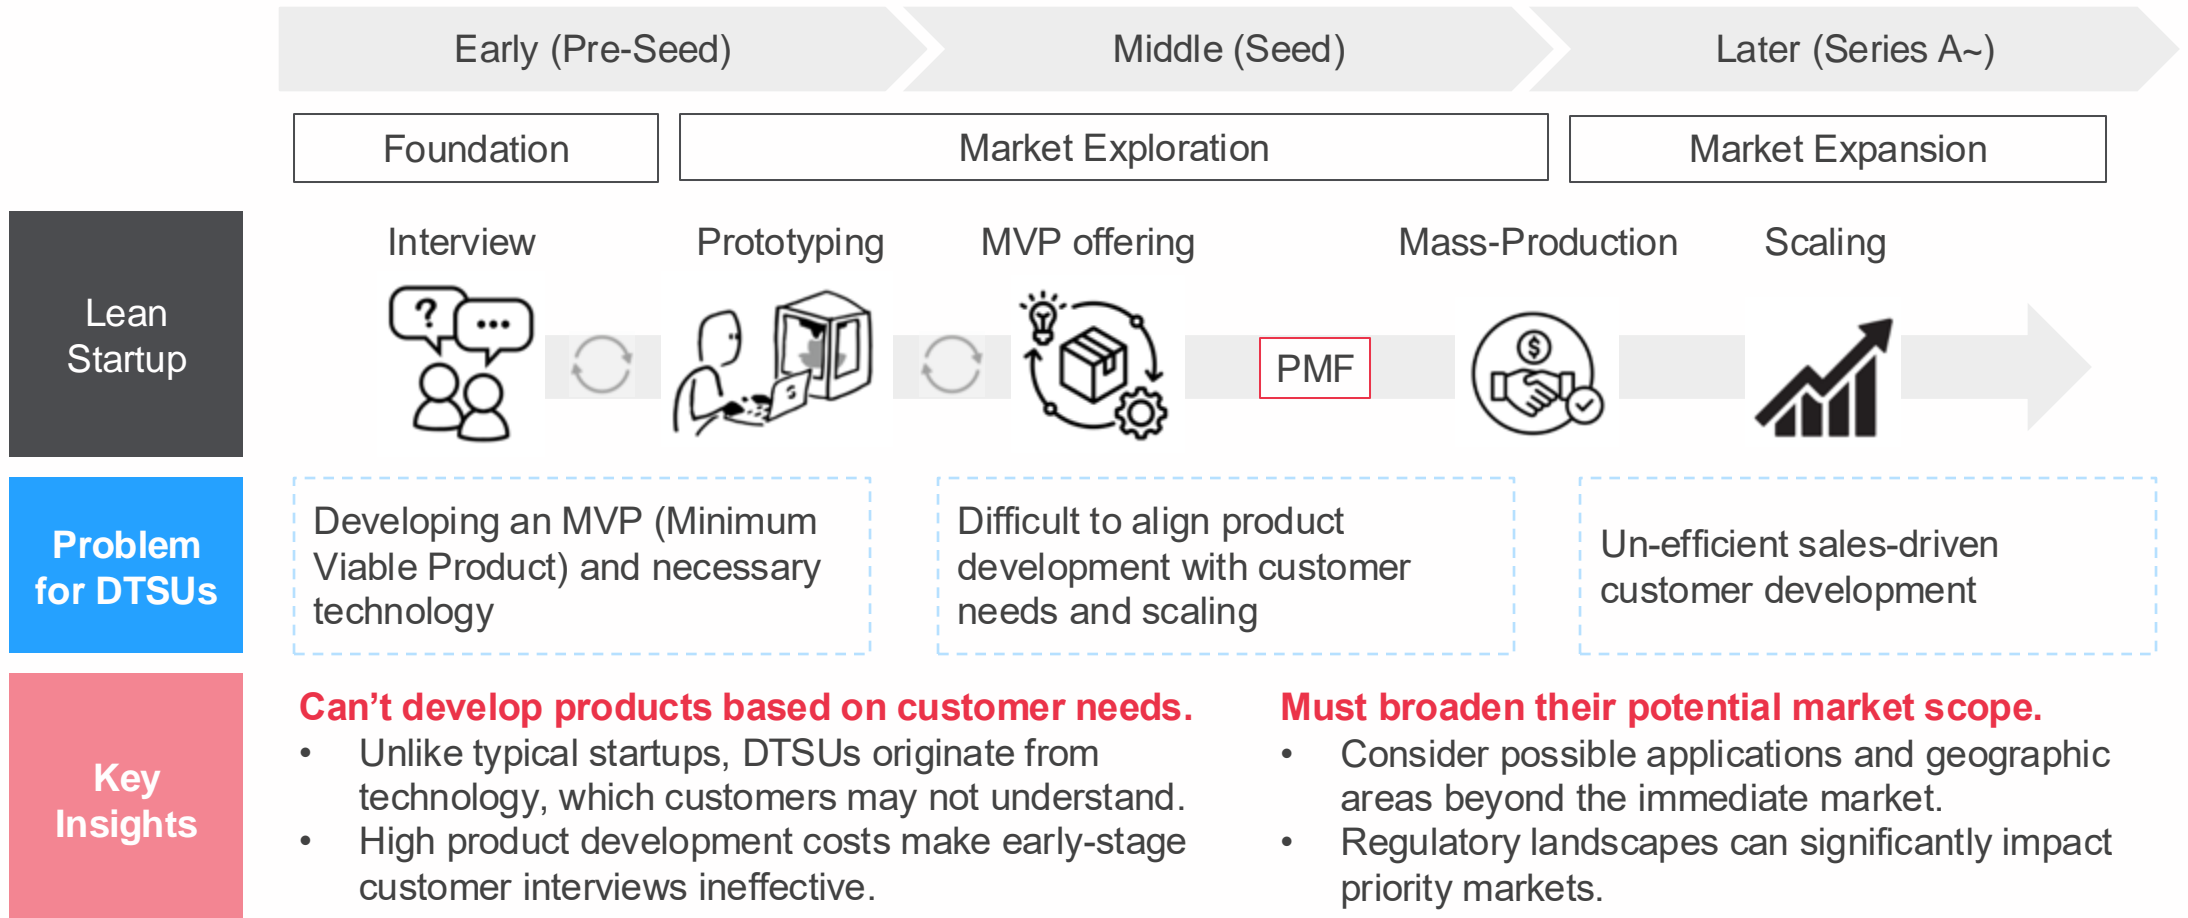 Early (Pre-Seed)
Middle (Seed)
Later (Series A~)
Foundation
Market Exploration
Market Expansion
Lean
Startup
Interview
Prototyping
MVP offering
Mass-Production
Scaling
?
...
$
PMF
Problem
for DTSUs
Developing an MVP (Minimum
Viable Product) and necessary
technology
Difficult to align product
development with customer
needs and scaling
Un-efficient sales-driven
customer development
Key
Insights
Can’t develop products based on customer needs.
• Unlike typical startups, DTSUs originate from
technology, which customers may not understand.
• High product development costs make early-stage
customer interviews ineffective.
Must broaden their potential market scope.
• Consider possible applications and geographic
areas beyond the immediate market.
• Regulatory landscapes can significantly impact
priority markets.